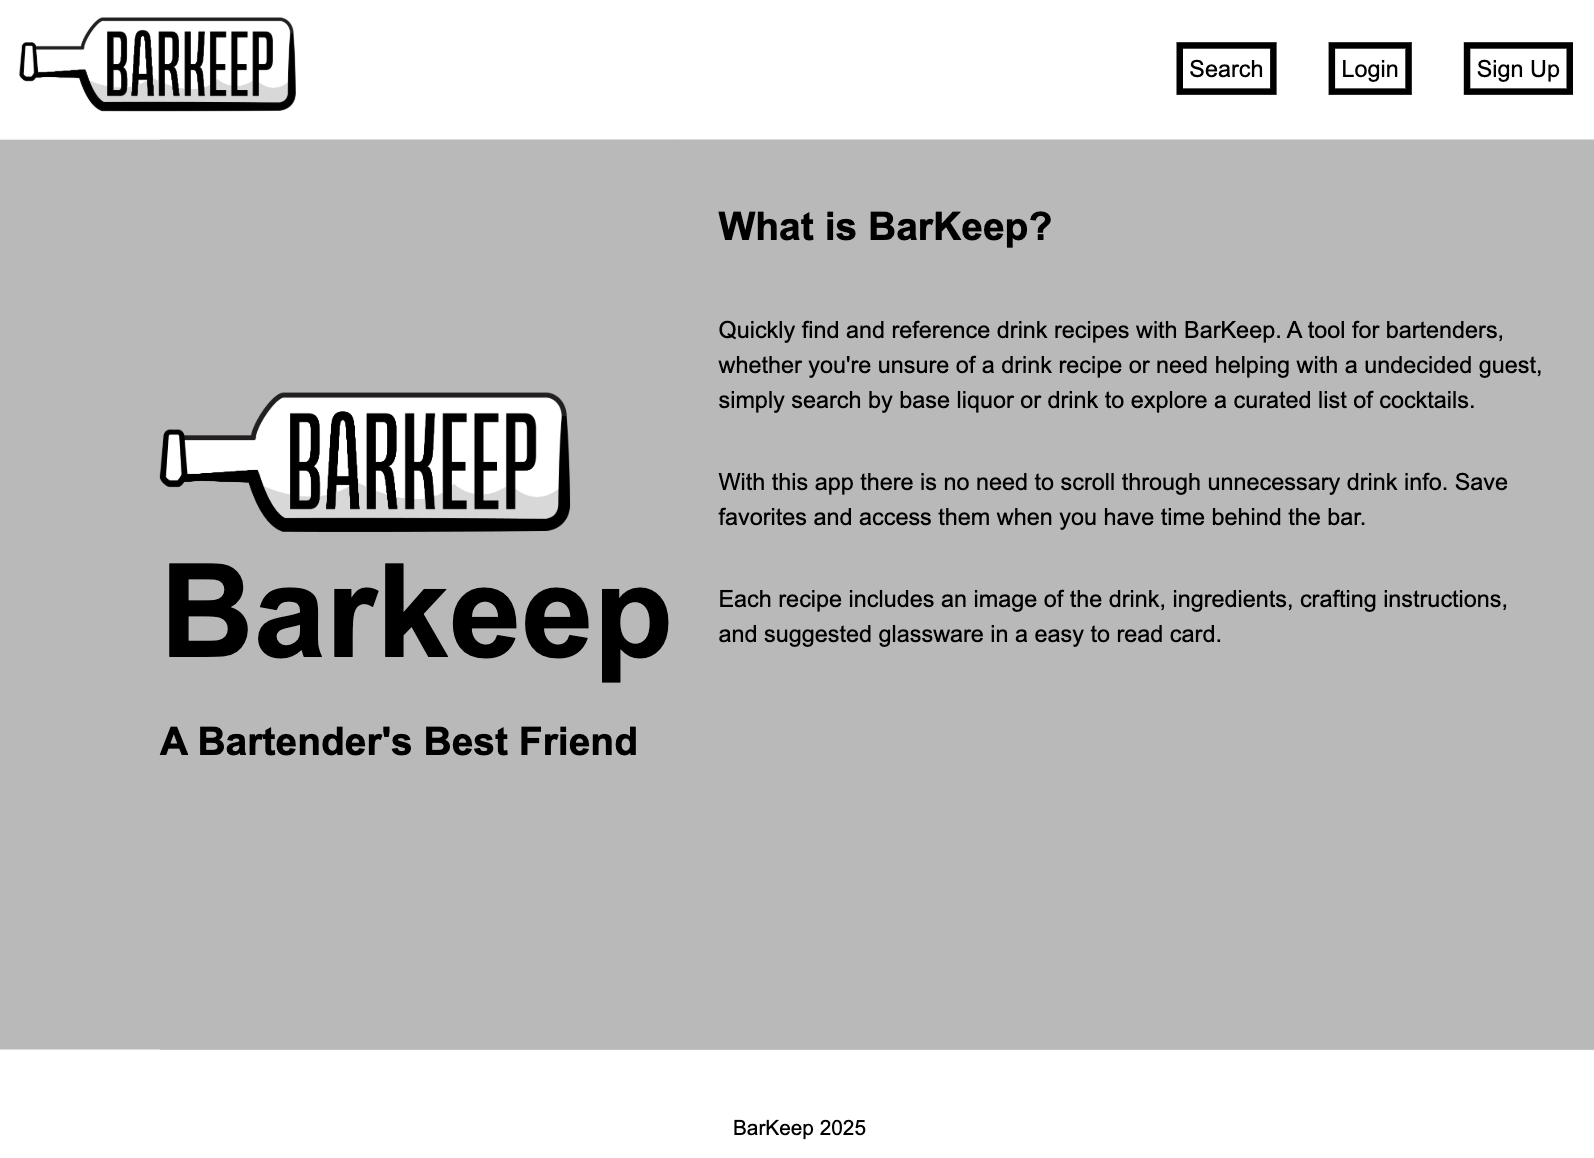 BARKEEP
Search
Login
Sign Up
BARKEEP
Barkeep
A Bartender's Best Friend
What is BarKeep?
Quickly find and reference drink recipes with BarKeep. A tool for bartenders,
whether you're unsure of a drink recipe or need helping with a undecided guest,
simply search by base liquor or drink to explore a curated list of cocktails.
With this app there is no need to scroll through unnecessary drink info. Save
favorites and access them when you have time behind the bar.
Each recipe includes an image of the drink, ingredients, crafting instructions,
and suggested glassware in a easy to read card.
BarKeep 2025